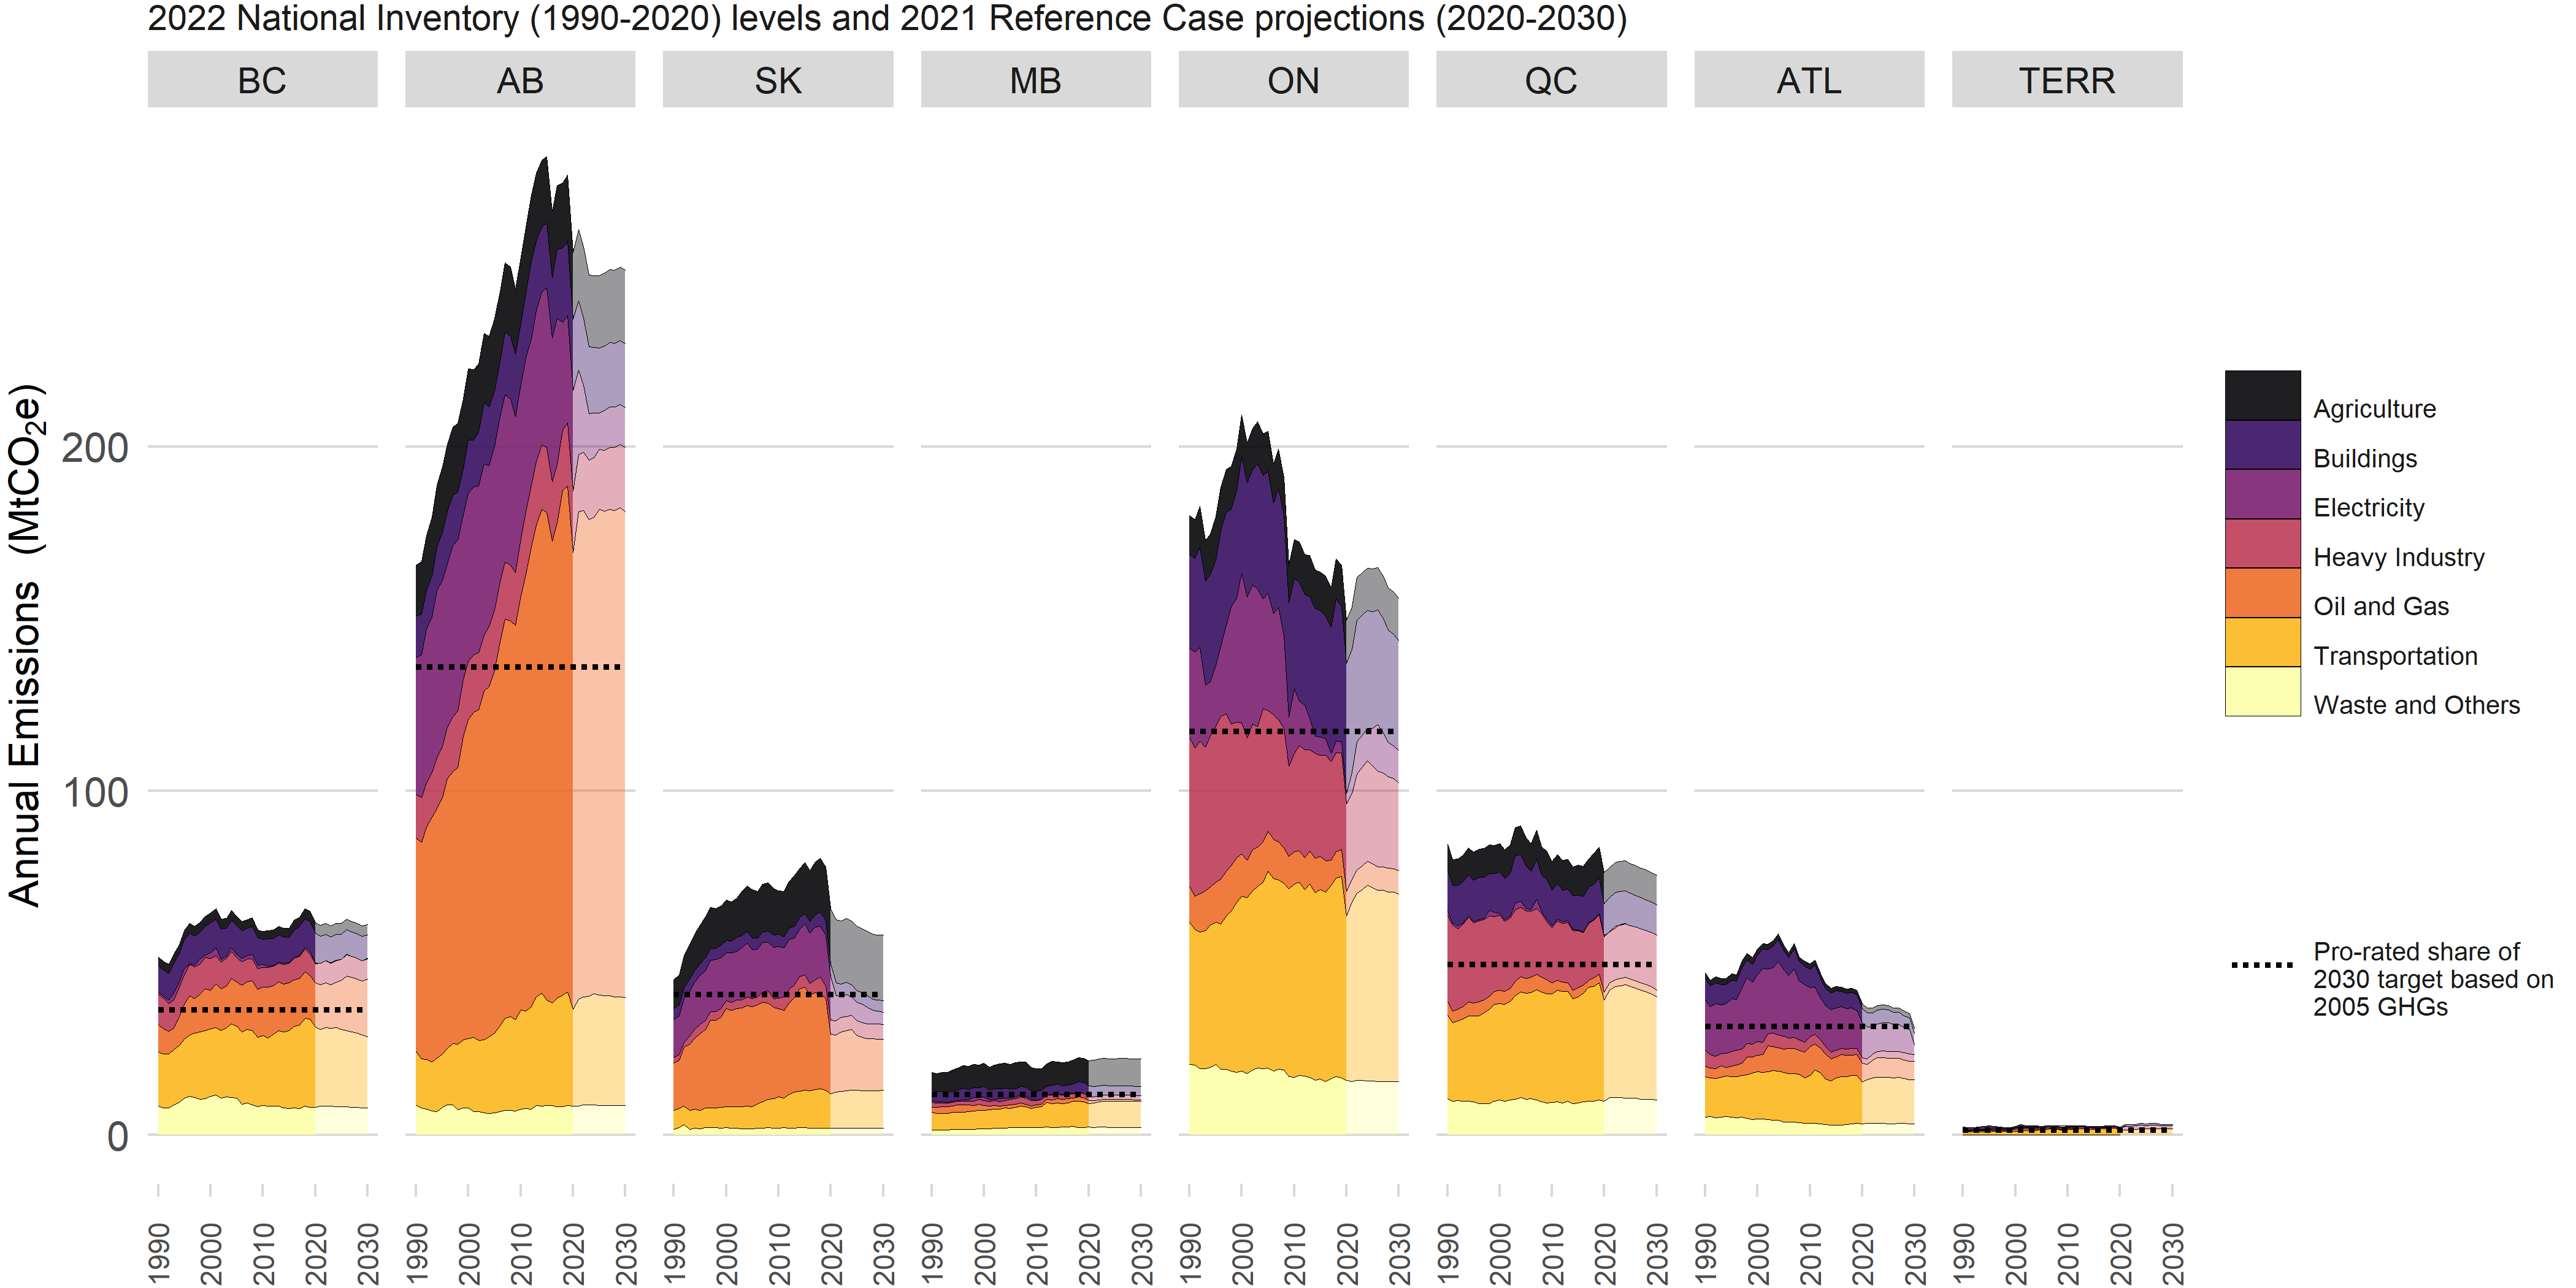 2022 National Inventory (1990-2020) levels and 2021 Reference Case projections (2020-2030)
BC AB SK MB ON QC ATL TERR
Annual Emissions (MtCO2e)
200
100
0
1990 2000 2010 2020 2030 1990 2000 2010 2020 2030 1990 2000 2010 2020 2030 1990 2000 2010 2020 2030 1990 2000 2010 2020 2030 1990 2000 2010 2020 2030 1990 2000 2010 2020 2030 1990 2000 2010 2020 2030
Agriculture
Buildings
Electricity
Heavy Industry
Oil and Gas
Transportation
Waste and Others
Pro-rated share of
2030 target based on
2005 GHGs